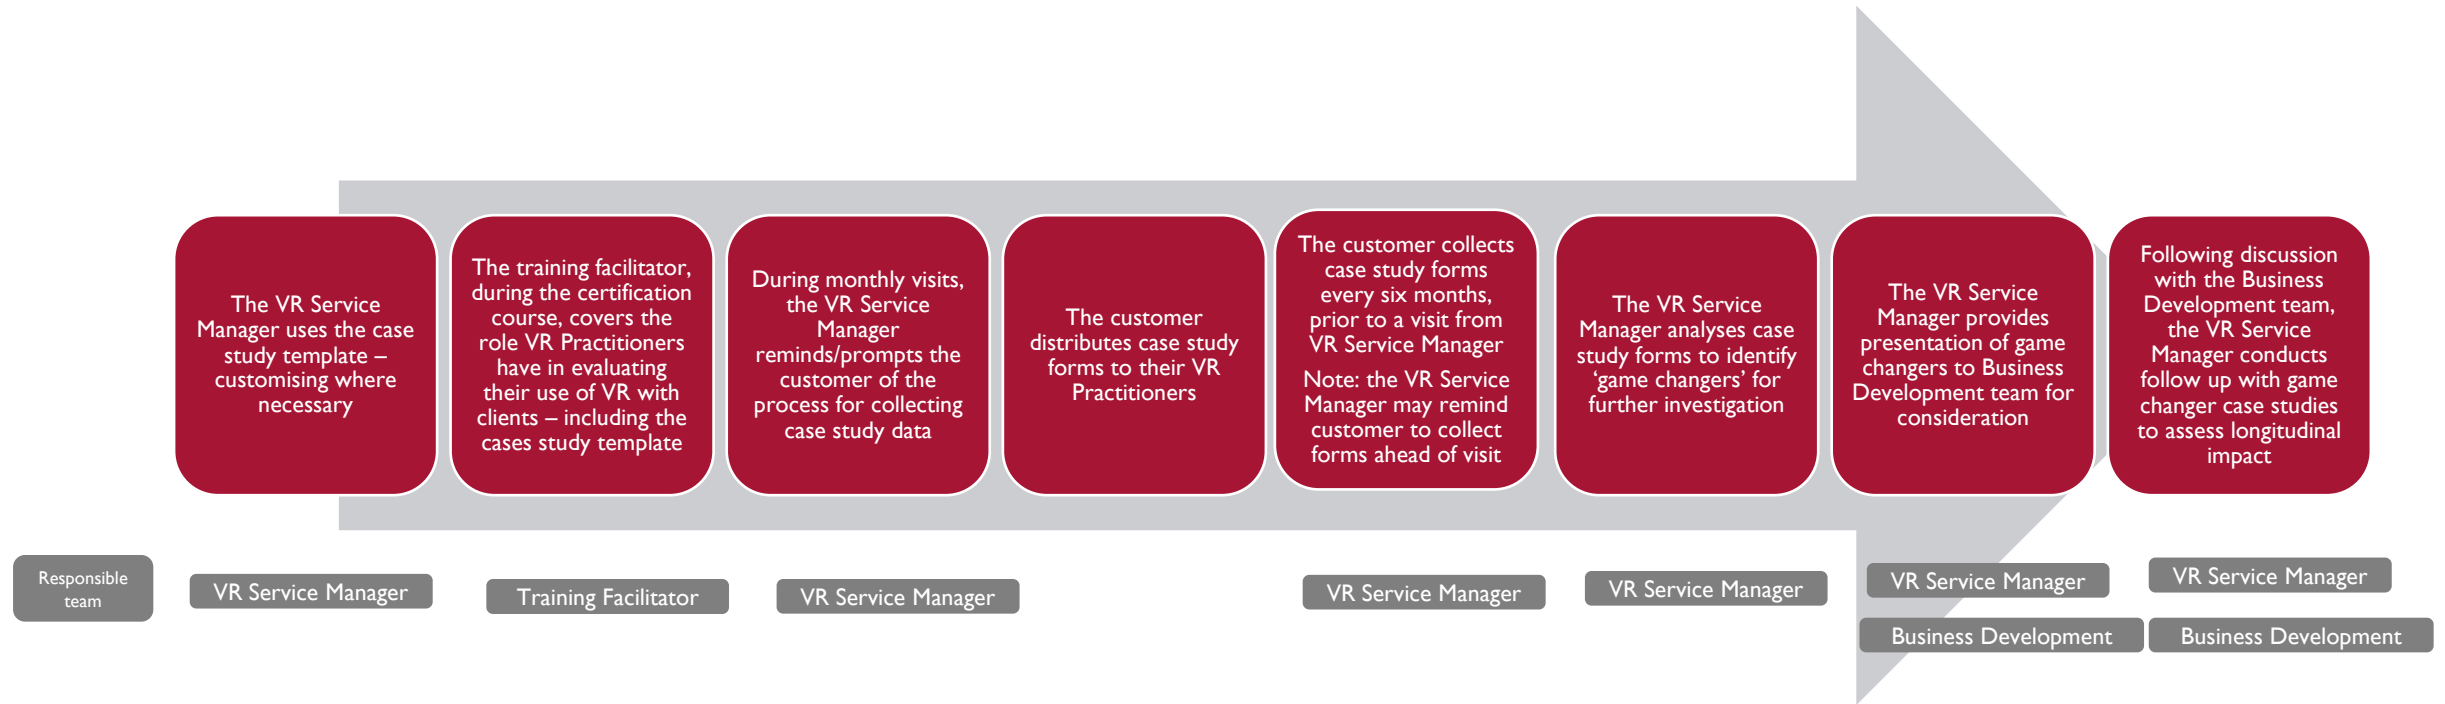 The VR Service
Manager uses the case
study template –
customising where
necessary
The training facilitator,
during the certification
course, covers the
role VR Practitioners
have in evaluating
their use of VR with
clients – including the
cases study template
During monthly visits,
the VR Service
Manager
reminds/prompts the
customer of the
process for collecting
case study data
The customer
distributes case study
forms to their VR
Practitioners
The customer collects
case study forms
every six months,
prior to a visit from
VR Service Manager
Note: the VR Service
Manager may remind
customer to collect
forms ahead of visit
The VR Service
Manager analyses case
study forms to identify
‘game changers’ for
further investigation
The VR Service
Manager provides
presentation of game
changers to Business
Development team for
consideration
Following discussion
with the Business
Development team,
the VR Service
Manager conducts
follow up with game
changer case studies
to assess longitudinal
impact
Responsible
team
VR Service Manager
Training Facilitator
VR Service Manager
VR Service Manager
VR Service Manager
VR Service Manager
Business Development
VR Service Manager
Business Development